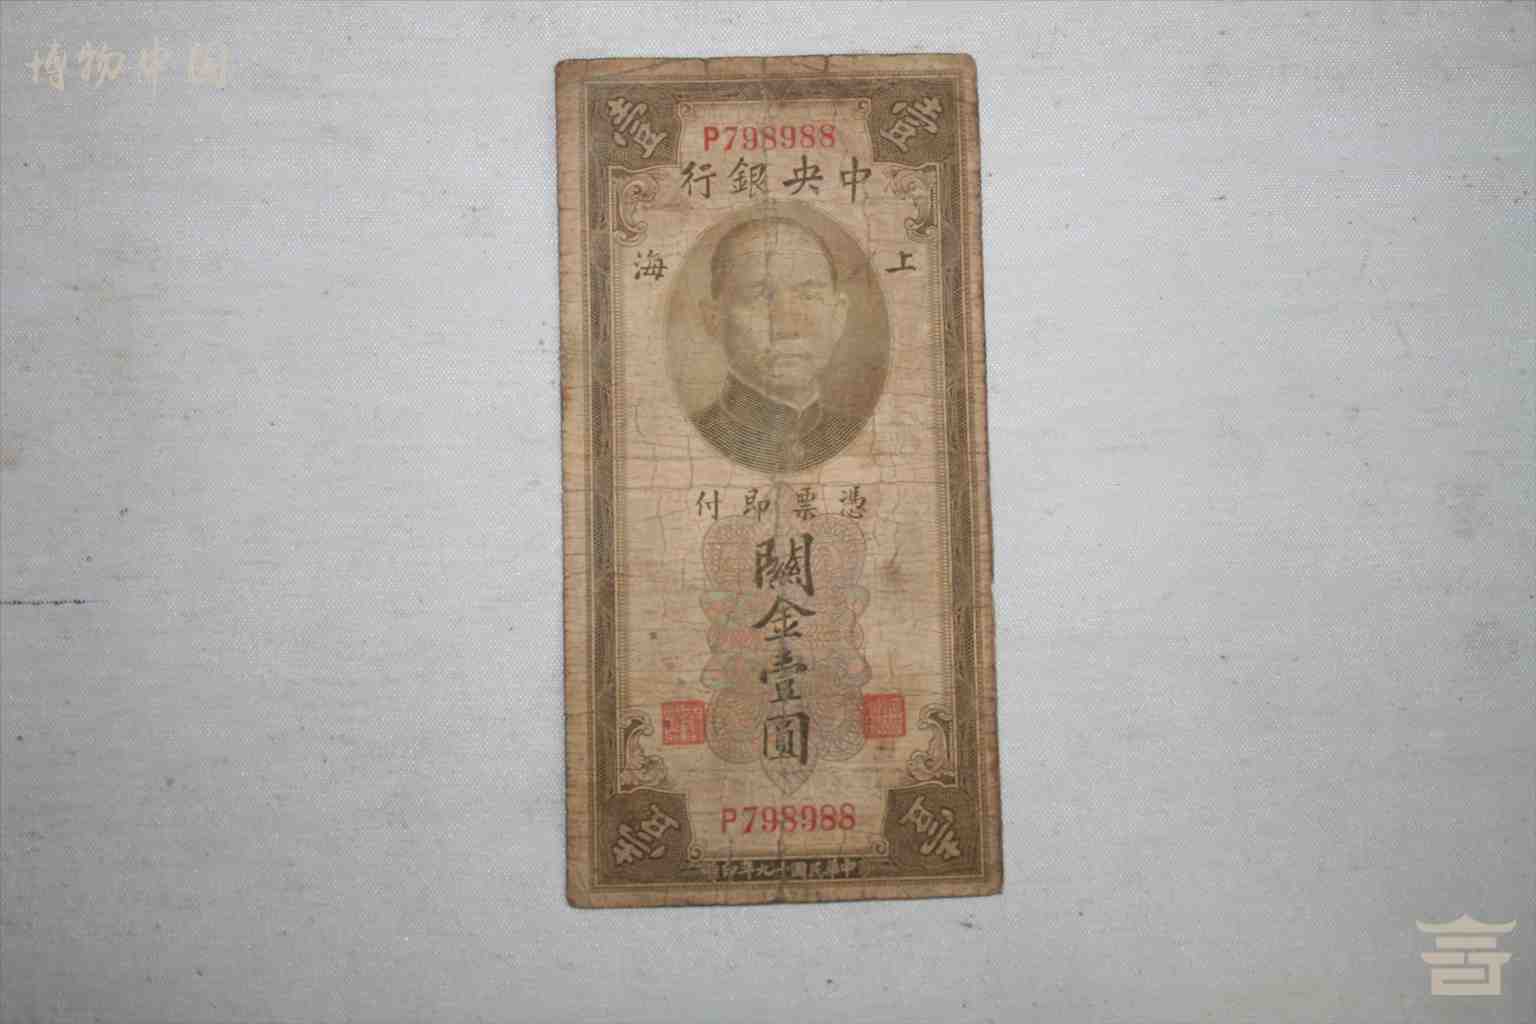 博物中国
壹 壹
P798988
中央銀行
上海
憑票即付
關金壹圓
P798988
壹 壹
中華民國十九年印